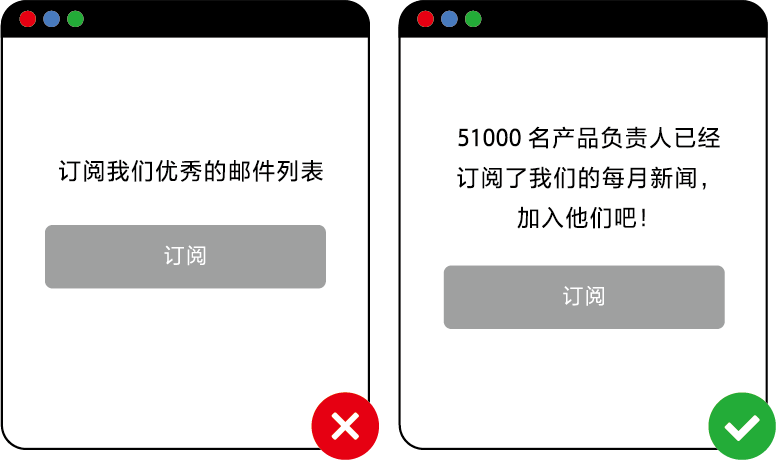 订阅我们优秀的邮件列表
订阅
51000 名产品负责人已经
订阅了我们的每月新闻，
加入他们吧！
订阅